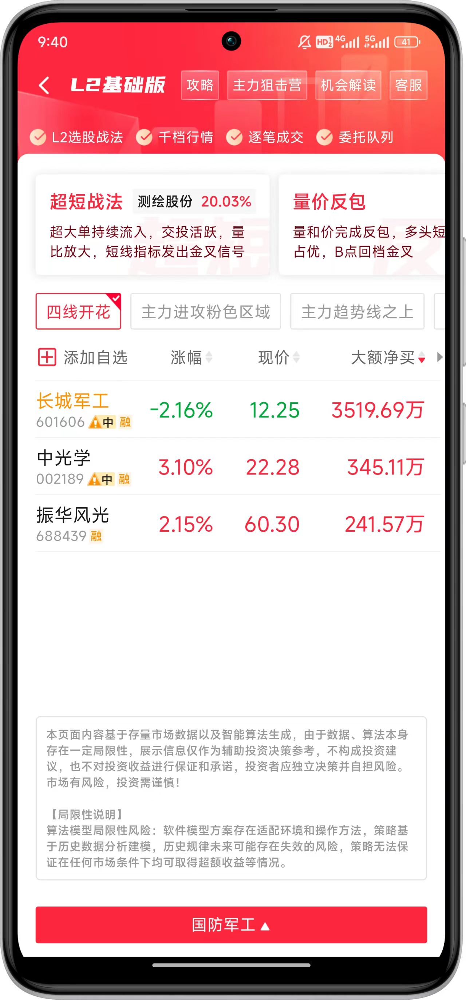 9:40 HD 1 2 4G 5G 41
L2基础版 攻略 主力狙击营 机会解读 客服
L2选股战法 千档行情 逐笔成交 委托队列
超短战法 测绘股份 20.03%
超大单持续流入，交投活跃，量
比放大，短线指标发出金叉信号
量价反包
量和价完成反包，多头短
占优，B点回档金叉
四线开花 主力进攻粉色区域 主力趋势线之上
添加自选 涨幅 现价 大额净买
长城军工 -2.16% 12.25 3519.69万
601606 中 融
中光学 3.10% 22.28 345.11万
002189 中 融
振华风光 2.15% 60.30 241.57万
688439 融
本页面内容基于存量市场数据以及智能算法生成，由于数据、算法本身
存在一定局限性，展示信息仅作为辅助投资决策参考，不构成投资建
议，也不对投资收益进行保证和承诺，投资者应独立决策并自担风险。
市场有风险，投资需谨慎！
【局限性说明】
算法模型局限性风险：软件模型方案存在适配环境和操作方法，策略基
于历史数据分析建模，历史规律未来可能存在失效的风险，策略无法保
证在任何市场条件下均可取得超额收益等情况。
国防军工